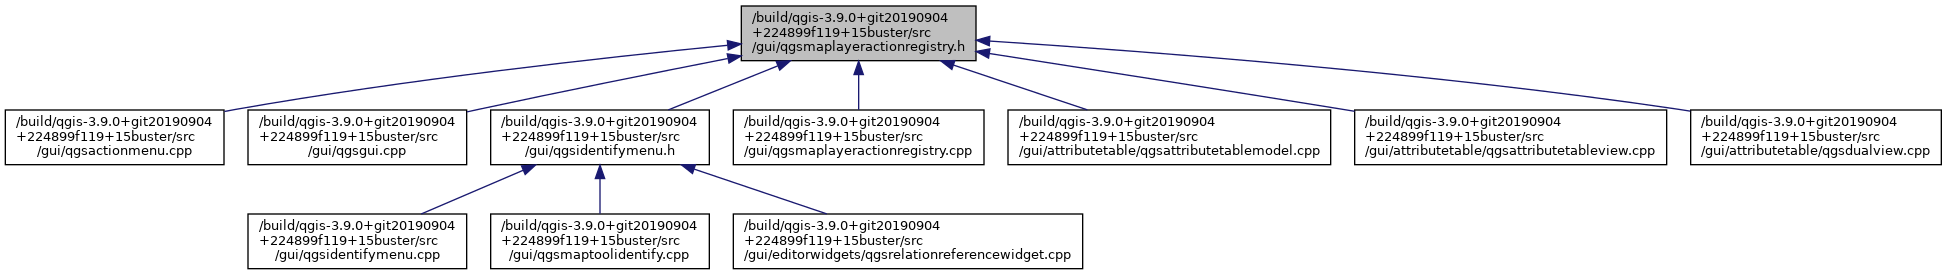 /build/qgis-3.9.0+git20190904
+224899f119+15buster/src
/gui/qgsmaplayeractionregistry.h
/build/qgis-3.9.0+git20190904
+224899f119+15buster/src
/gui/qgsactionmenu.cpp
/build/qgis-3.9.0+git20190904
+224899f119+15buster/src
/gui/qgsgui.cpp
/build/qgis-3.9.0+git20190904
+224899f119+15buster/src
/gui/qgsidentifymenu.h
/build/qgis-3.9.0+git20190904
+224899f119+15buster/src
/gui/qgsmaplayeractionregistry.cpp
/build/qgis-3.9.0+git20190904
+224899f119+15buster/src
/gui/attributetable/qgsattributetablemodel.cpp
/build/qgis-3.9.0+git20190904
+224899f119+15buster/src
/gui/attributetable/qgsattributetableview.cpp
/build/qgis-3.9.0+git20190904
+224899f119+15buster/src
/gui/attributetable/qgsdualview.cpp
/build/qgis-3.9.0+git20190904
+224899f119+15buster/src
/gui/qgsidentifymenu.cpp
/build/qgis-3.9.0+git20190904
+224899f119+15buster/src
/gui/qgsmaptoolidentify.cpp
/build/qgis-3.9.0+git20190904
+224899f119+15buster/src
/gui/editorwidgets/qgsrelationreferencewidget.cpp